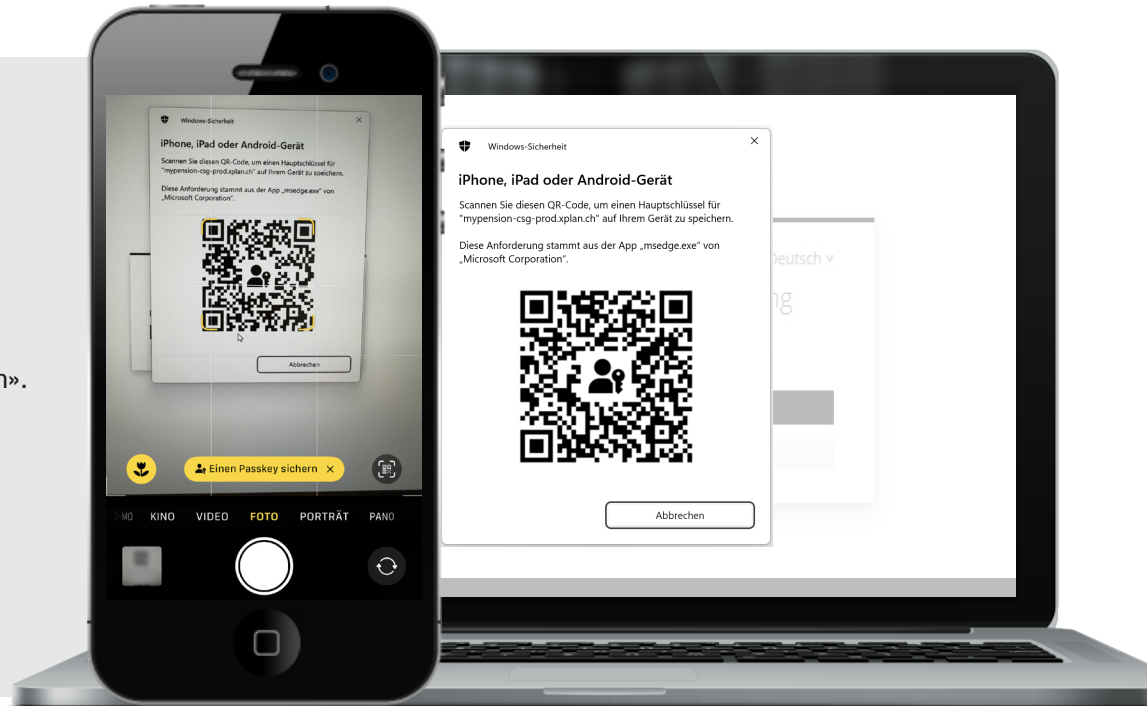 n».
Windows-Sicherheit
iPhone, iPad oder Android-Gerät
Scannen Sie diesen QR-Code, um einen Hauptschlüssel für
"mypension-csg-prod.xplan.ch" auf Ihrem Gerät zu speichern.
Diese Anforderung stammt aus der App „msedge.exe" von
„Microsoft Corporation".
Abbrechen
Einen Passkey sichern ×
KINO VIDEO FOTO PORTRÄT PANO
Windows-Sicherheit
iPhone, iPad oder Android-Gerät
Scannen Sie diesen QR-Code, um einen Hauptschlüssel für
"mypension-csg-prod.xplan.ch" auf Ihrem Gerät zu speichern.
Diese Anforderung stammt aus der App „msedge.exe" von
„Microsoft Corporation".
Abbrechen
Deutsch
ng